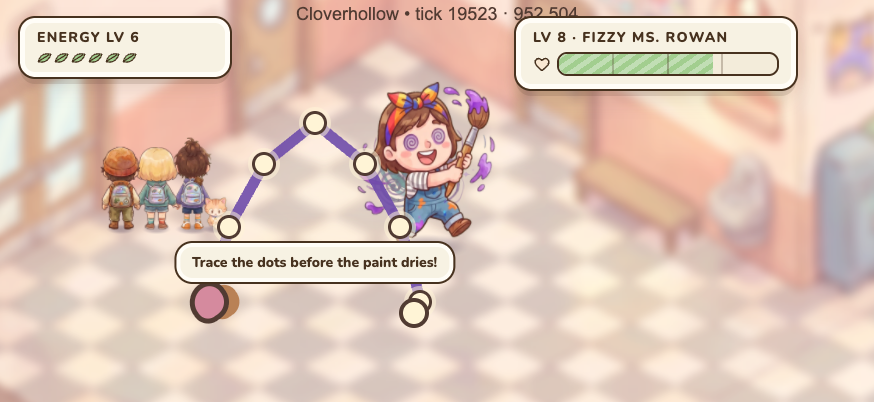 Cloverhollow • tick 19523 · 952,504
ENERGY LV 6
LV 8 · FIZZY MS. ROWAN
Trace the dots before the paint dries!